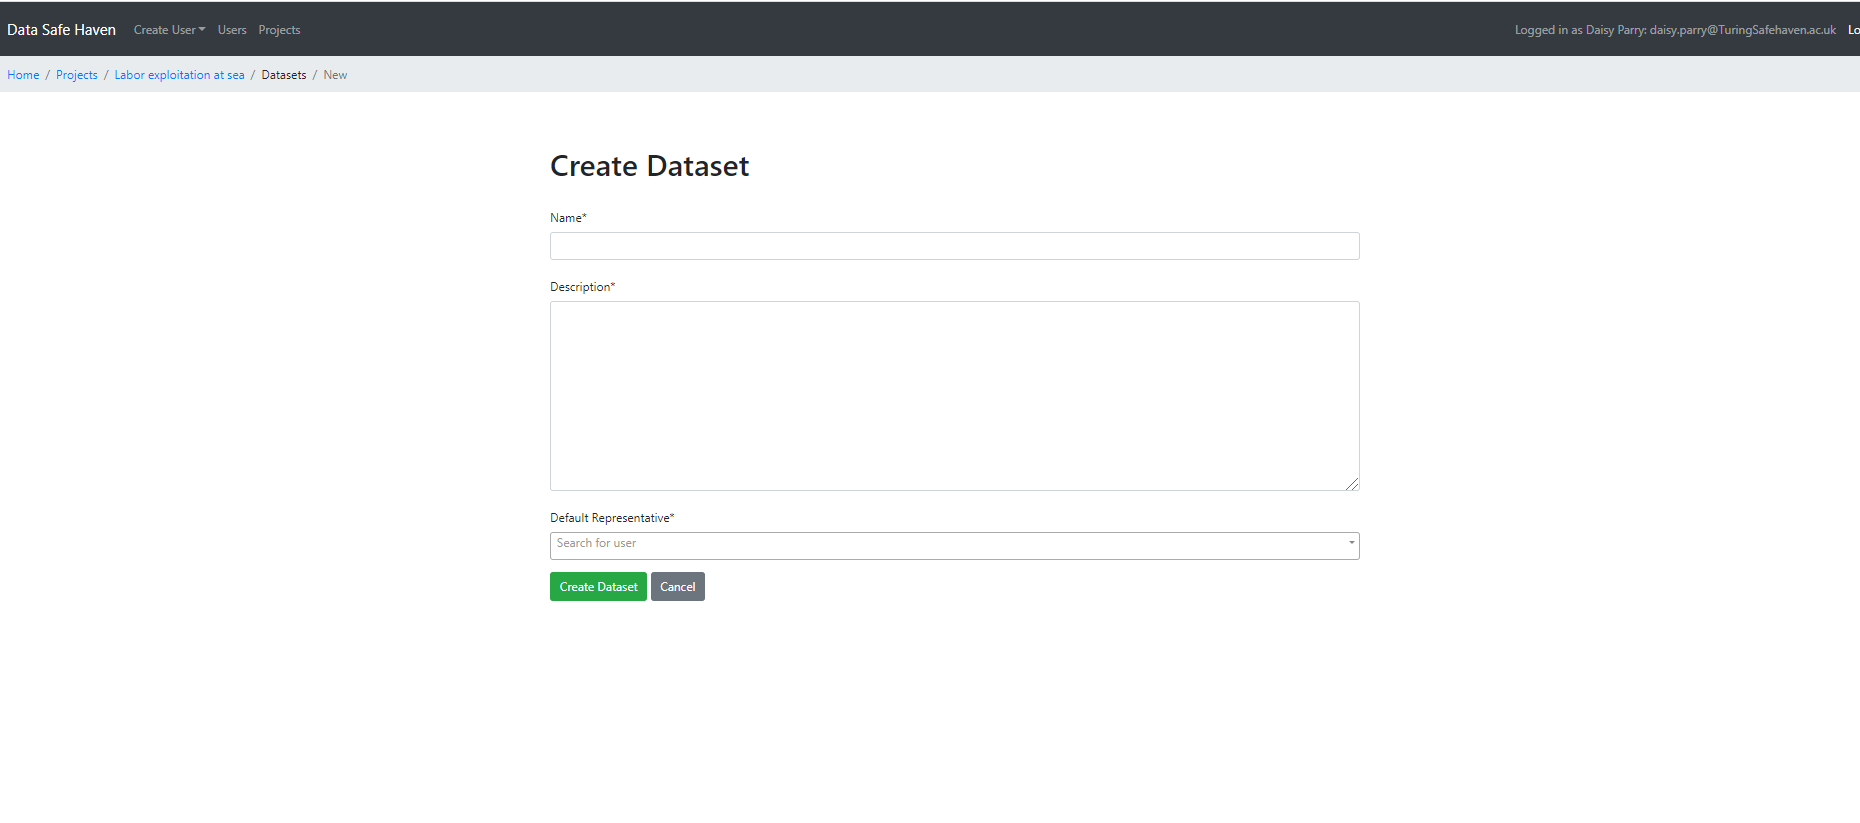 Data Safe Haven Create User Users Projects Logged in as Daisy Parry: daisy.parry@TuringSafehaven.ac.uk Lo
Home / Projects / Labor exploitation at sea / Datasets / New
Create Dataset
Name*
Description*
Default Representative*
Search for user
Create Dataset Cancel